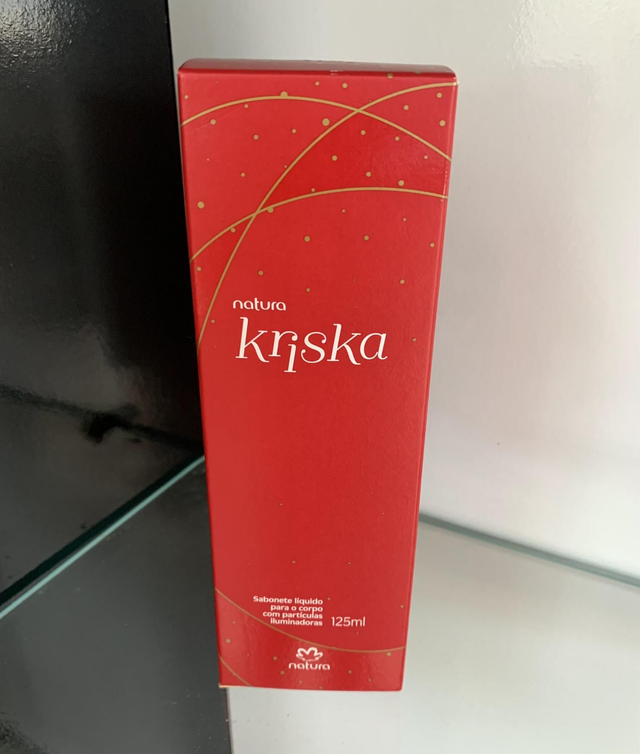 natura
kriska
Sabonete líquido
para o corpo
com partículas
iluminadoras 125ml
natura